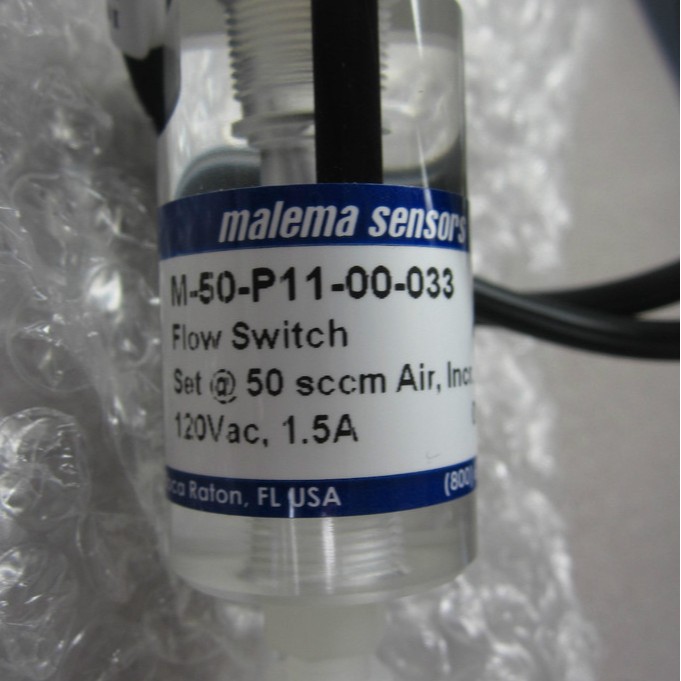 malema sensors
M-50-P11-00-033
Flow Switch
Set @ 50 sccm Air,
120Vac, 1.5A
Raton, FL USA
(800)